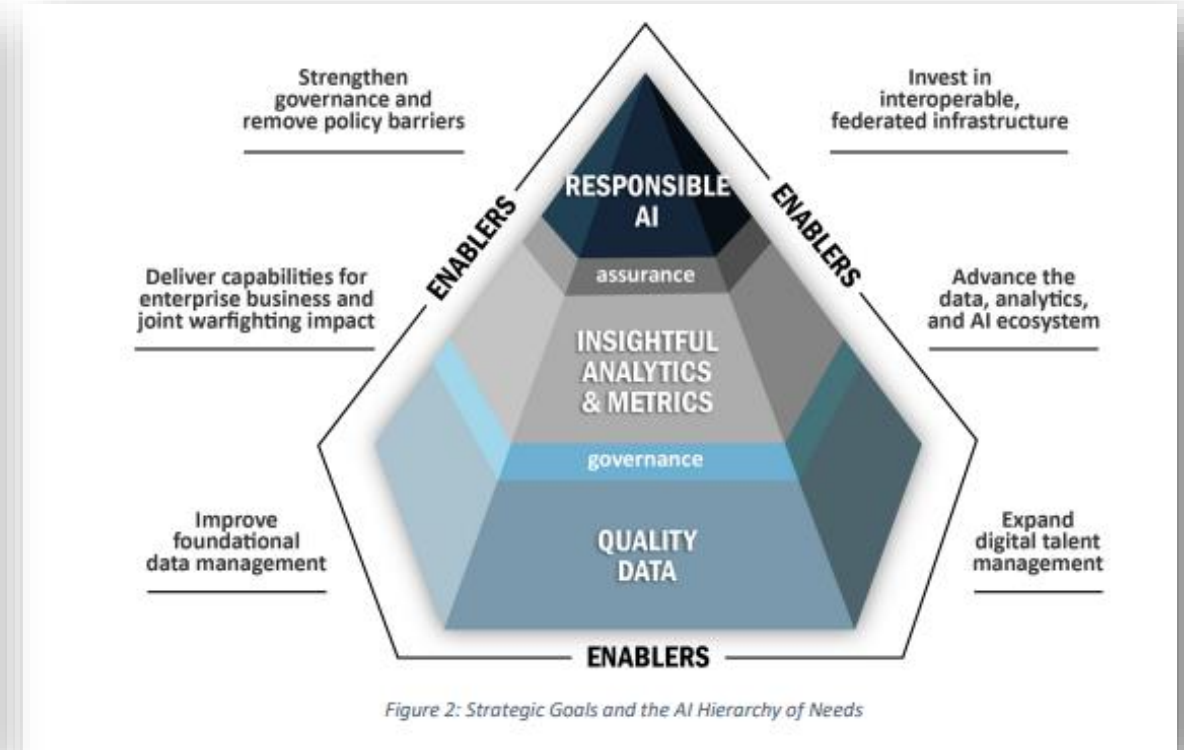 Strengthen
governance and
remove policy barriers
Invest in
interoperable,
federated infrastructure
RESPONSIBLE
AI
ENABLERS
ENABLERS
assurance
Deliver capabilities for
enterprise business and
joint warfighting impact
Advance the
data, analytics,
and AI ecosystem
INSIGHTFUL
ANALYTICS
& METRICS
governance
Improve
foundational
data management
QUALITY
DATA
Expand
digital talent
management
ENABLERS
Figure 2: Strategic Goals and the AI Hierarchy of Needs